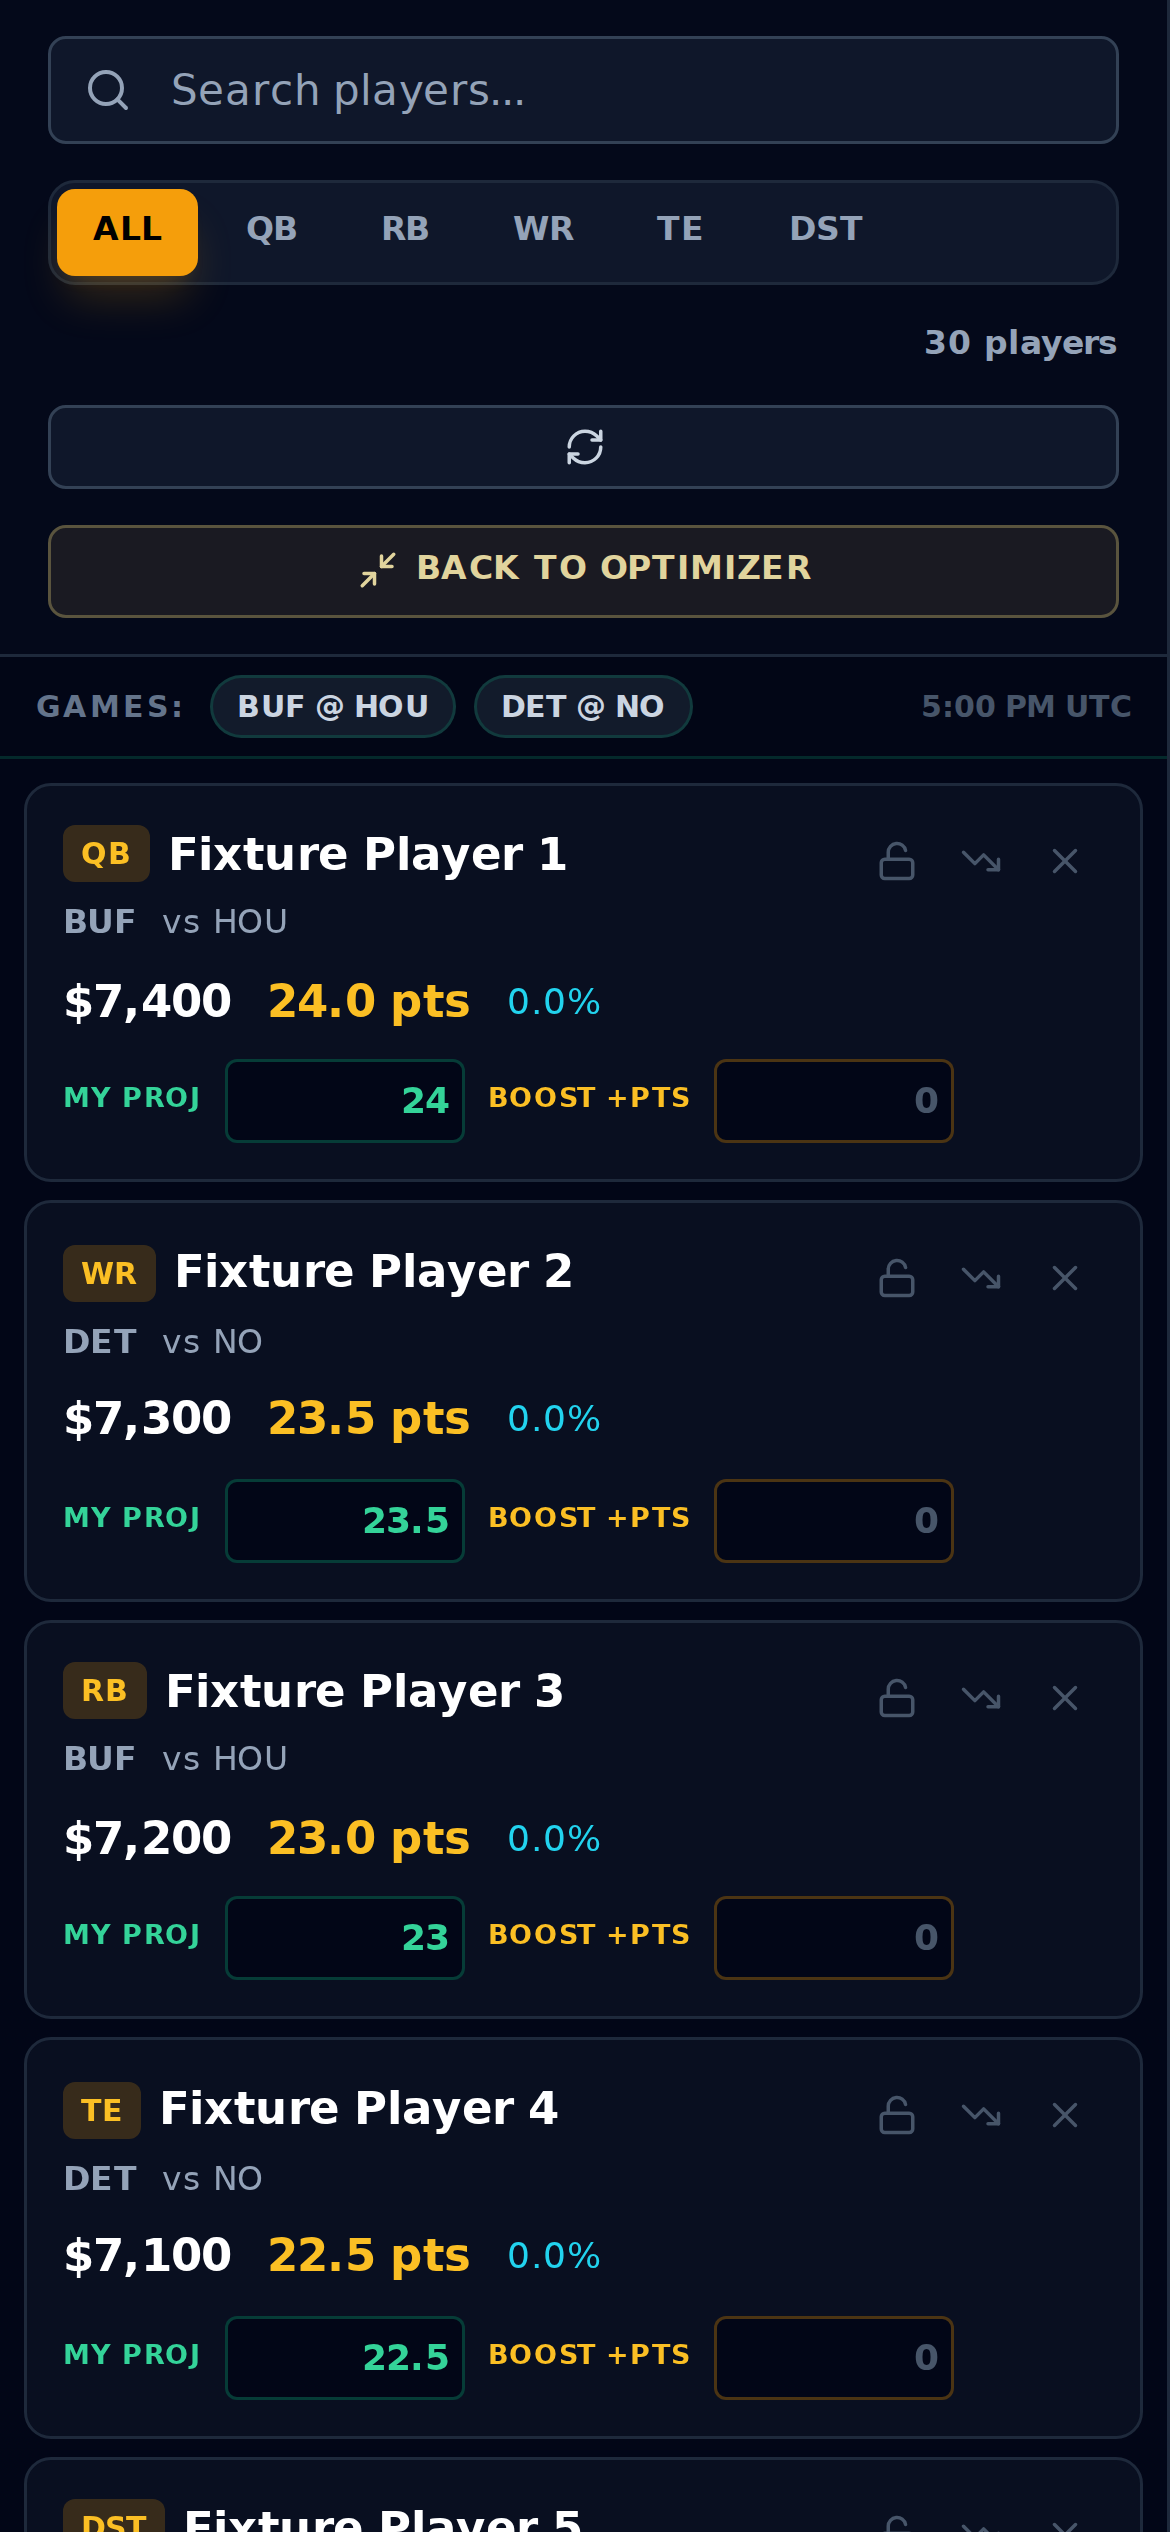 Search players...
ALL QB RB WR TE DST
30 players
BACK TO OPTIMIZER
GAMES: BUF @ HOU DET @ NO 5:00 PM UTC
QB Fixture Player 1
BUF vs HOU
$7,400 24.0 pts 0.0%
MY PROJ 24 BOOST +PTS 0
WR Fixture Player 2
DET vs NO
$7,300 23.5 pts 0.0%
MY PROJ 23.5 BOOST +PTS 0
RB Fixture Player 3
BUF vs HOU
$7,200 23.0 pts 0.0%
MY PROJ 23 BOOST +PTS 0
TE Fixture Player 4
DET vs NO
$7,100 22.5 pts 0.0%
MY PROJ 22.5 BOOST +PTS 0
DST Fixture Player 5